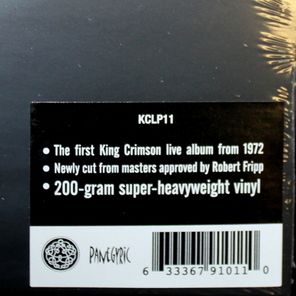 KCLP11
• The first King Crimson live album from 1972
• Newly cut from masters approved by Robert Fripp
• 200-gram super-heavyweight vinyl
PANEGYRIC
6 33367 91011 0